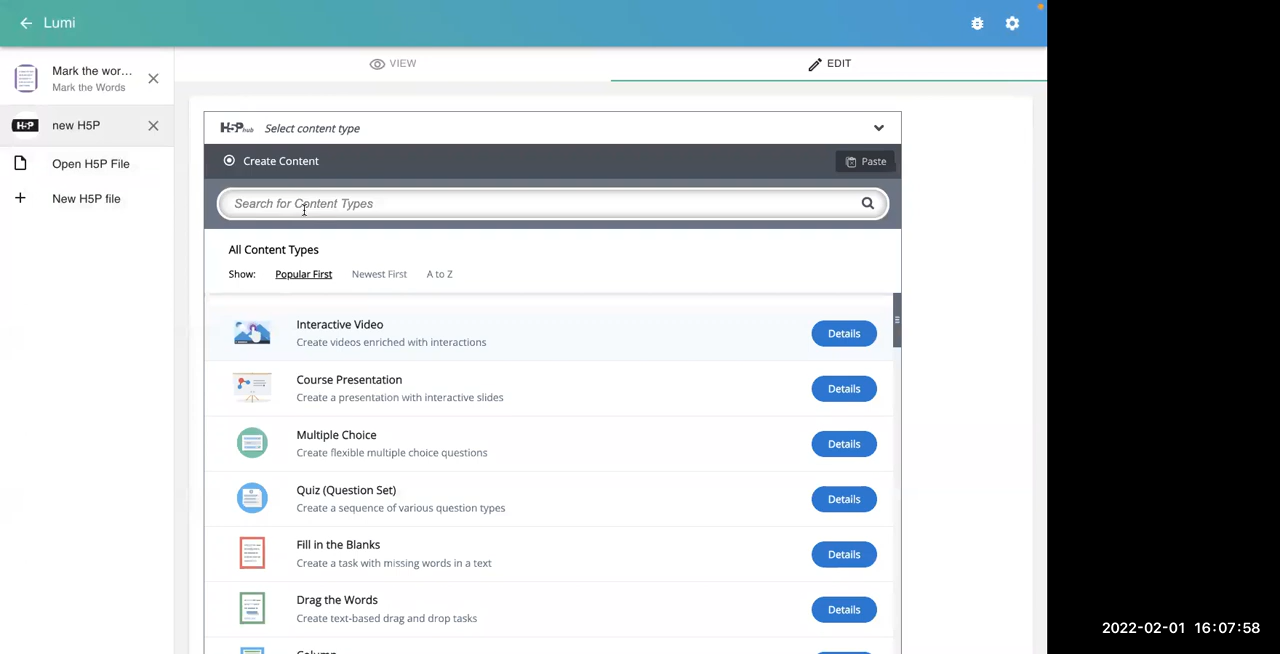 Lumi
Mark the wor...
Mark the Words
new H5P
Open H5P File
New H5P file
VIEW
EDIT
H5P hub Select content type
Create Content
Paste
Search for Content Types
All Content Types
Show: Popular First Newest First A to Z
Interactive Video
Create videos enriched with interactions
Details
Course Presentation
Create a presentation with interactive slides
Details
Multiple Choice
Create flexible multiple choice questions
Details
Quiz (Question Set)
Create a sequence of various question types
Details
Fill in the Blanks
Create a task with missing words in a text
Details
Drag the Words
Create text-based drag and drop tasks
Details
2022-02-01 16:07:58